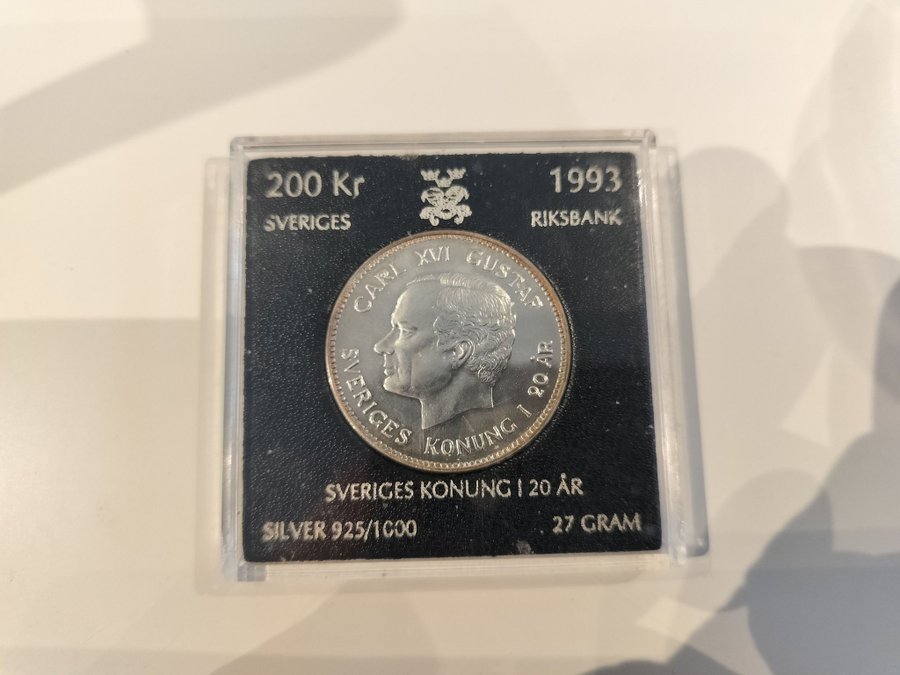 200 Kr
1993
SVERIGES
RIKSBANK
CARL XVI GUSTAF
SVERIGES KONUNG I 20 ÅR
SVERIGES KONUNG I 20 ÅR
SILVER 925/1000
27 GRAM